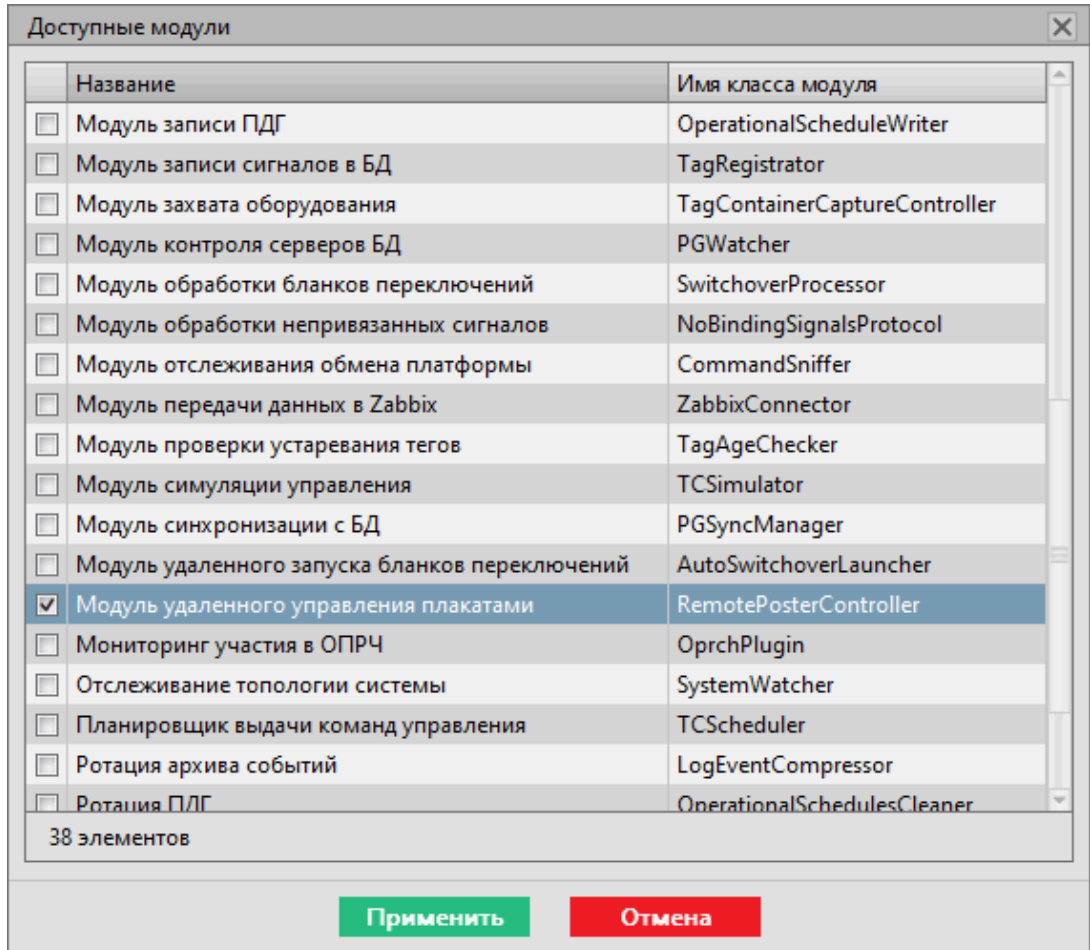 Доступные модули
Название Имя класса модуля
Модуль записи ПДГ OperationalScheduleWriter
Модуль записи сигналов в БД TagRegistrator
Модуль захвата оборудования TagContainerCaptureController
Модуль контроля серверов БД PGWatcher
Модуль обработки бланков переключений SwitchoverProcessor
Модуль обработки непривязанных сигналов NoBindingSignalsProtocol
Модуль отслеживания обмена платформы CommandSniffer
Модуль передачи данных в Zabbix ZabbixConnector
Модуль проверки устаревания тегов TagAgeChecker
Модуль симуляции управления TCSimulator
Модуль синхронизации с БД PGSyncManager
Модуль удаленного запуска бланков переключений AutoSwitchoverLauncher
Модуль удаленного управления плакатами RemotePosterController
Мониторинг участия в ОПРЧ OprchPlugin
Отслеживание топологии системы SystemWatcher
Планировщик выдачи команд управления TCScheduler
Ротация архива событий LogEventCompressor
Ротация ПДГ OperationalSchedulesCleaner
38 элементов
Применить Отмена